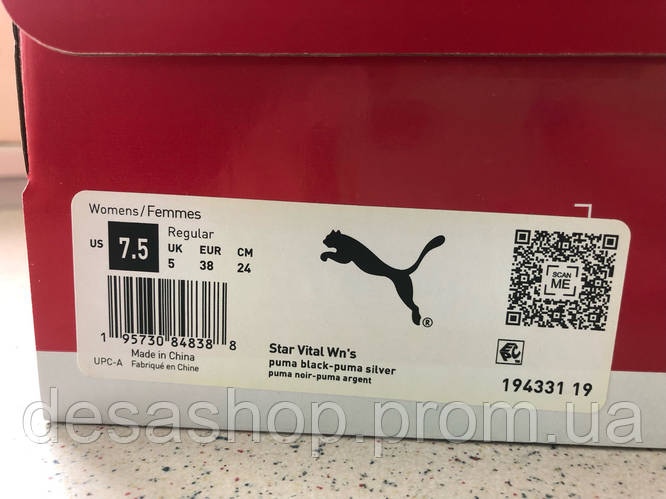 Womens/Femmes
Regular
US 7.5 UK EUR CM
5 38 24
1 95730 84838 8
UPC-A Made in China
Fabriqué en Chine
®
Star Vital Wn's
puma black-puma silver
puma noir-puma argent
SCAN
ME
194331 19
desashop.prom.ua